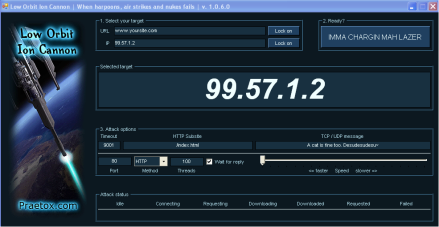 Low Orbit Ion Cannon | When harpoons, air strikes and nukes fails | v. 1.0.6.0
Low Orbit
Ion Cannon
Praetox.com
1. Select your target
URL www.yoursite.com Lock on
IP 99.57.1.2 Lock on
2. Ready?
IMMA CHARGIN MAH LAZER
Selected target
99.57.1.2
3. Attack options
Timeout HTTP Subsite TCP / UDP message
9001 /index.html A cat is fine too. Desudesudesu~
80 HTTP 100 Wait for reply
Port Method Threads <= faster Speed slower =>
Attack status
Idle Connecting Requesting Downloading Downloaded Requested Failed